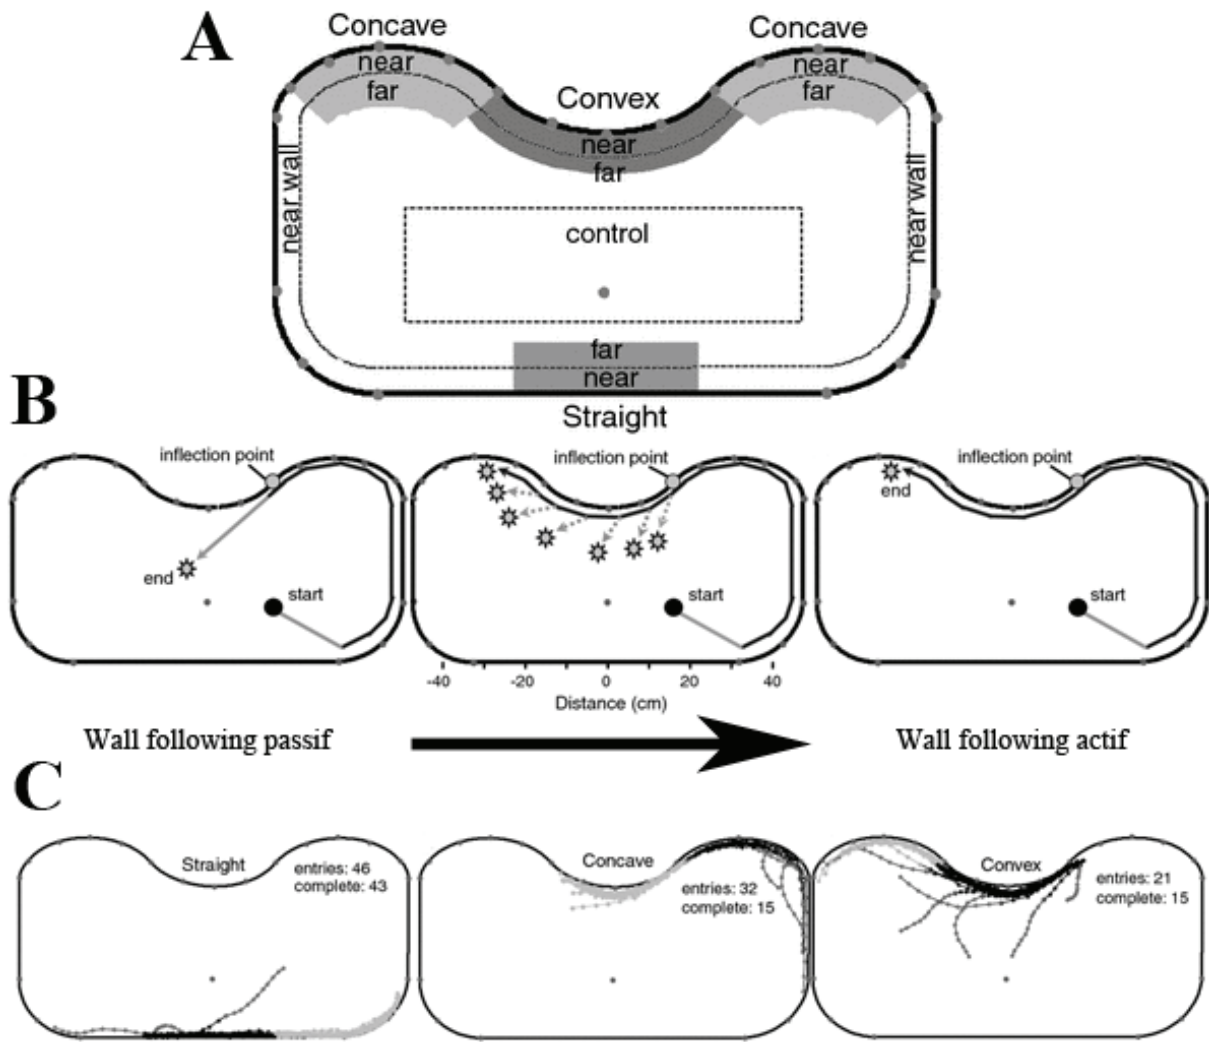 A
Concave
Concave
near
near
far
far
Convex
near
far
near wall
near wall
control
far
near
Straight
B
inflection point
inflection point
inflection point
end
end
start
start
start
-40 -20 0 20 40
Distance (cm)
Wall following passif
Wall following actif
C
Straight
entries: 46
complete: 43
Concave
entries: 32
complete: 15
Convex
entries: 21
complete: 15